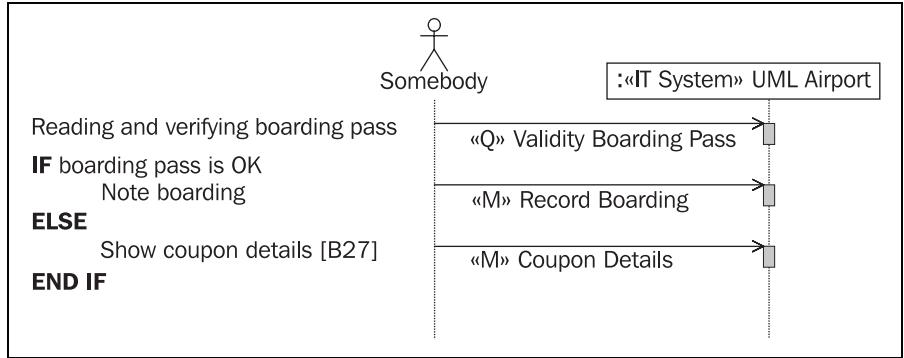 Somebody
:«IT System» UML Airport
Reading and verifying boarding pass
«Q» Validity Boarding Pass
IF boarding pass is OK
Note boarding
«M» Record Boarding
ELSE
Show coupon details [B27]
«M» Coupon Details
END IF